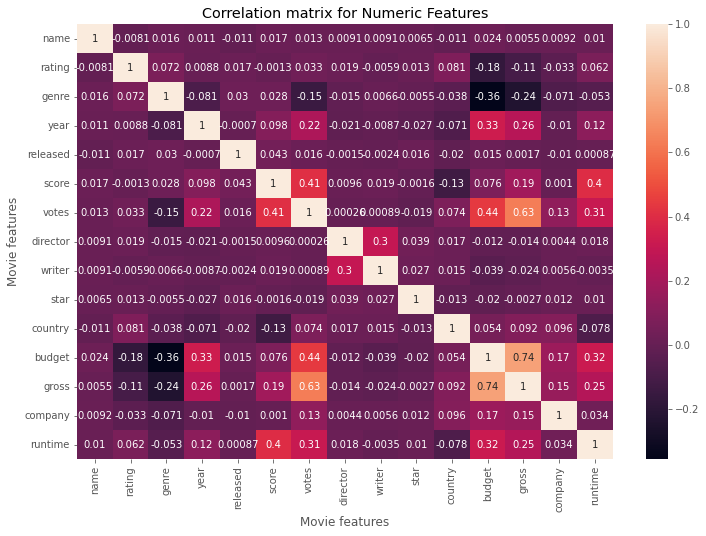 Correlation matrix for Numeric Features
name 1 -0.0081 0.016 0.011 -0.011 0.017 0.013 0.0091 0.0091 0.0065 -0.011 0.024 0.0055 0.0092 0.01
rating -0.0081 1 0.072 0.0088 0.017 -0.0013 0.033 0.019 -0.0059 0.013 0.081 -0.18 -0.11 -0.033 0.062
genre 0.016 0.072 1 -0.081 0.03 0.028 -0.15 -0.015 0.0066 -0.0055 -0.038 -0.36 -0.24 -0.071 -0.053
year 0.011 0.0088 -0.081 1 -0.0007 0.098 0.22 -0.021 -0.0087 -0.027 -0.071 0.33 0.26 -0.01 0.12
released -0.011 0.017 0.03 -0.0007 1 0.043 0.016 -0.0015 -0.0024 0.016 -0.02 0.015 0.0017 -0.01 0.00087
score 0.017 -0.0013 0.028 0.098 0.043 1 0.41 0.0096 0.019 -0.0016 -0.13 0.076 0.19 0.001 0.4
votes 0.013 0.033 -0.15 0.22 0.016 0.41 1 0.00026 0.00089 -0.019 0.074 0.44 0.63 0.13 0.31
director 0.0091 0.019 -0.015 -0.021 -0.0015 0.0096 0.00026 1 0.3 0.039 0.017 -0.012 -0.014 0.0044 0.018
writer 0.0091 -0.0059 0.0066 -0.0087 -0.0024 0.019 0.00089 0.3 1 0.027 0.015 -0.039 -0.024 0.0056 -0.0035
star 0.0065 0.013 -0.0055 -0.027 0.016 -0.0016 -0.019 0.039 0.027 1 -0.013 -0.02 -0.0027 0.012 0.01
country -0.011 0.081 -0.038 -0.071 -0.02 -0.13 0.074 0.017 0.015 -0.013 1 0.054 0.092 0.096 -0.078
budget 0.024 -0.18 -0.36 0.33 0.015 0.076 0.44 -0.012 -0.039 -0.02 0.054 1 0.74 0.17 0.32
gross 0.0055 -0.11 -0.24 0.26 0.0017 0.19 0.63 -0.014 -0.024 -0.0027 0.092 0.74 1 0.15 0.25
company 0.0092 -0.033 -0.071 -0.01 -0.01 0.001 0.13 0.0044 0.0056 0.012 0.096 0.17 0.15 1 0.034
runtime 0.01 0.062 -0.053 0.12 0.00087 0.4 0.31 0.018 -0.0035 0.01 -0.078 0.32 0.25 0.034 1
name rating genre year released score votes director writer star country budget gross company runtime
Movie features
Movie features
1.0
0.8
0.6
0.4
0.2
0.0
−0.2